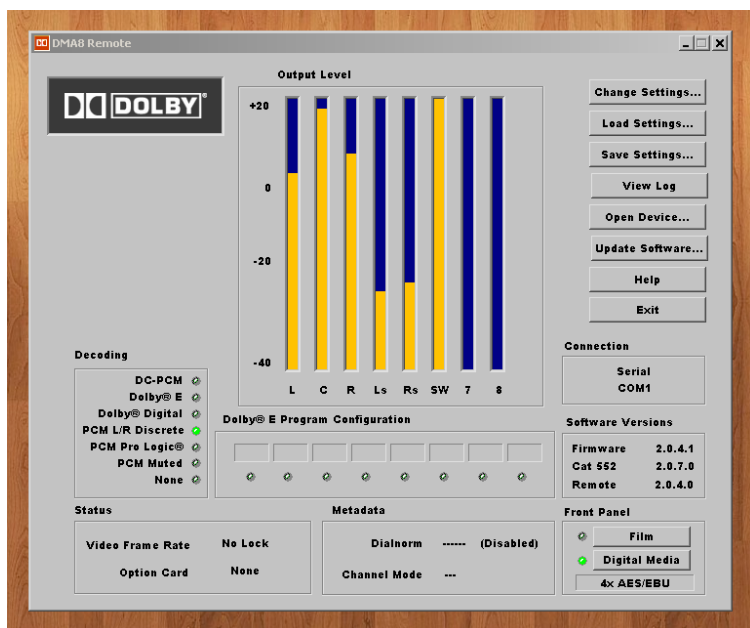 DMA8 Remote
DOLBY®
Output Level
+20
0
-20
-40
L C R Ls Rs SW 7 8
Change Settings...
Load Settings...
Save Settings...
View Log
Open Device...
Update Software...
Help
Exit
Decoding
DC-PCM
Dolby® E
Dolby® Digital
PCM L/R Discrete
PCM Pro Logic®
PCM Muted
None
Dolby® E Program Configuration
Connection
Serial
COM1
Software Versions
Firmware 2.0.4.1
Cat 552 2.0.7.0
Remote 2.0.4.0
Status
Video Frame Rate No Lock
Option Card None
Metadata
Dialnorm ------ (Disabled)
Channel Mode ---
Front Panel
Film
Digital Media
4x AES/EBU